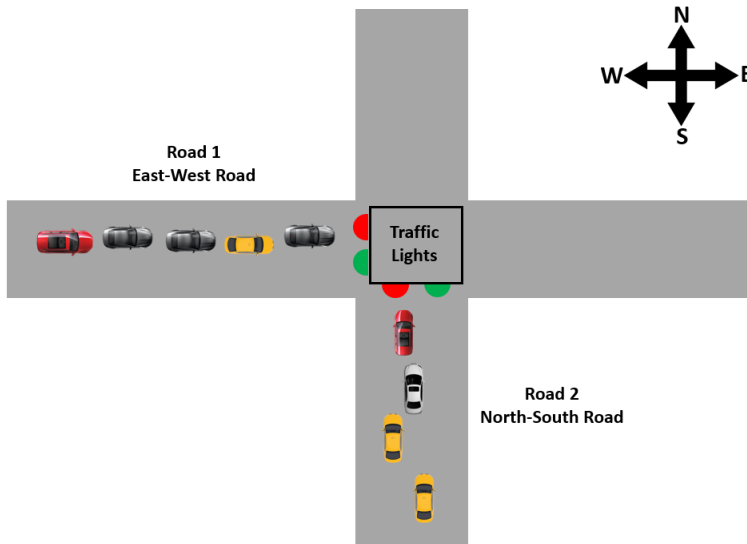 N
W
E
S
Road 1
East-West Road
Traffic
Lights
Road 2
North-South Road